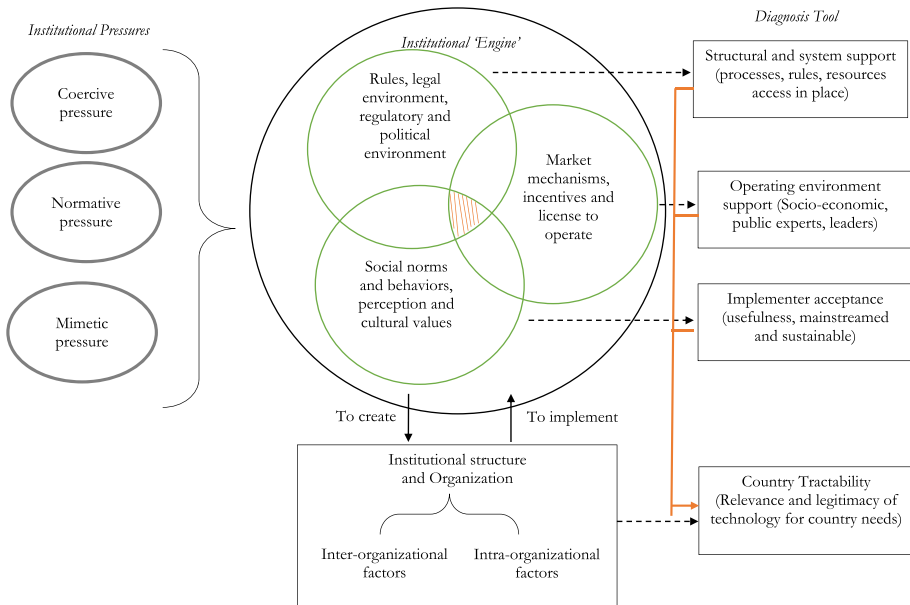 Institutional Pressures
Coercive
pressure
Normative
pressure
Mimetic
pressure
Institutional ‘Engine’
Rules, legal
environment,
regulatory and
political
environment
Market
mechanisms,
incentives and
license to
operate
Social norms
and behaviors,
perception and
cultural values
To create
To implement
Institutional structure
and Organization
Inter-organizational
factors
Intra-organizational
factors
Diagnosis Tool
Structural and system support
(processes, rules, resources
access in place)
Operating environment
support (Socio-economic,
public experts, leaders)
Implementer acceptance
(usefulness, mainstreamed
and sustainable)
Country Tractability
(Relevance and legitimacy of
technology for country needs)